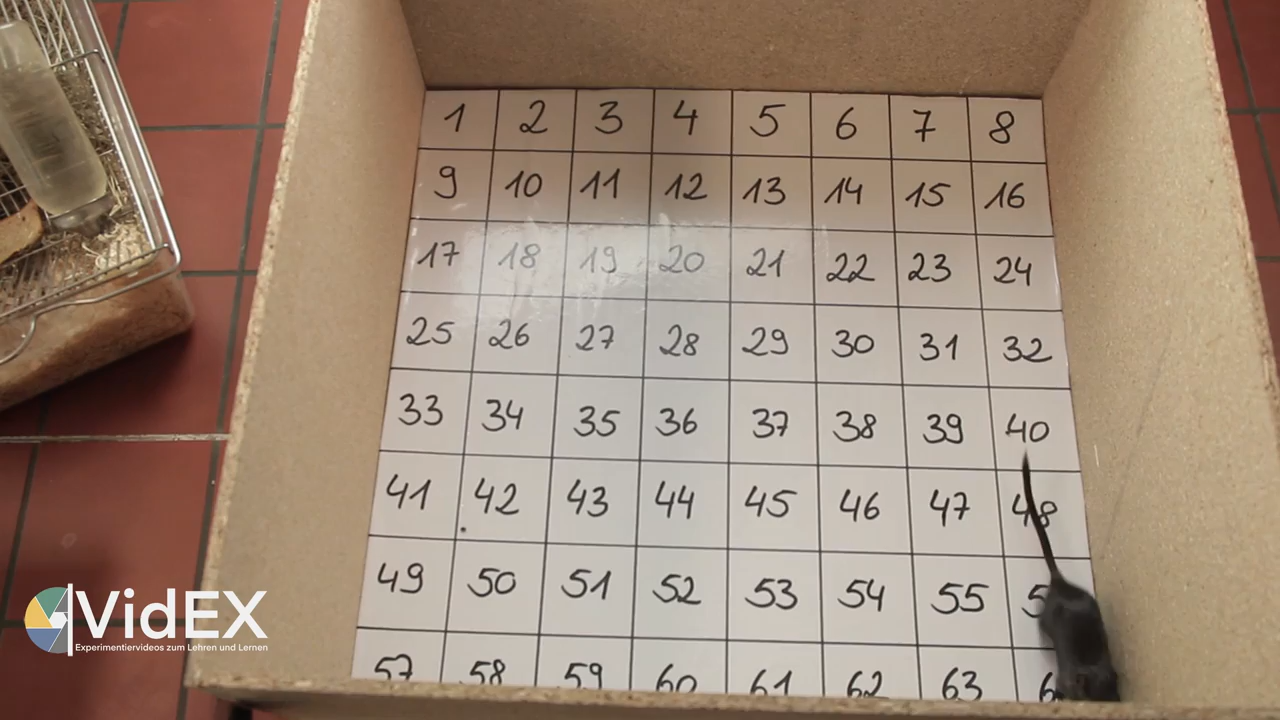 1 2 3 4 5 6 7 8
9 10 11 12 13 14 15 16
17 18 19 20 21 22 23 24
25 26 27 28 29 30 31 32
33 34 35 36 37 38 39 40
41 42 43 44 45 46 47 48
49 50 51 52 53 54 55
57 58 59 60 61 62 63
VidEX
Experimentiervideos zum Lehren und Lernen